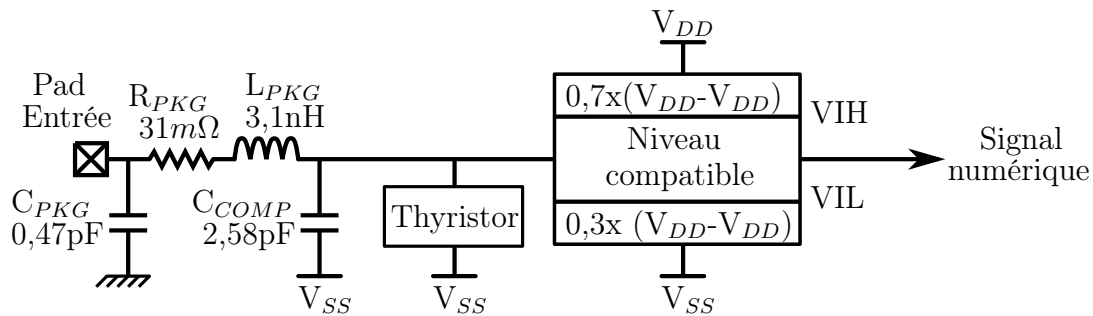 Pad
Entrée
R_PKG
31mΩ
L_PKG
3,1nH
C_PKG
0,47pF
C_COMP
2,58pF
V_SS
Thyristor
V_SS
V_DD
0,7x(V_DD-V_DD)
Niveau
compatible
0,3x (V_DD-V_DD)
V_SS
VIH
VIL
Signal
numérique